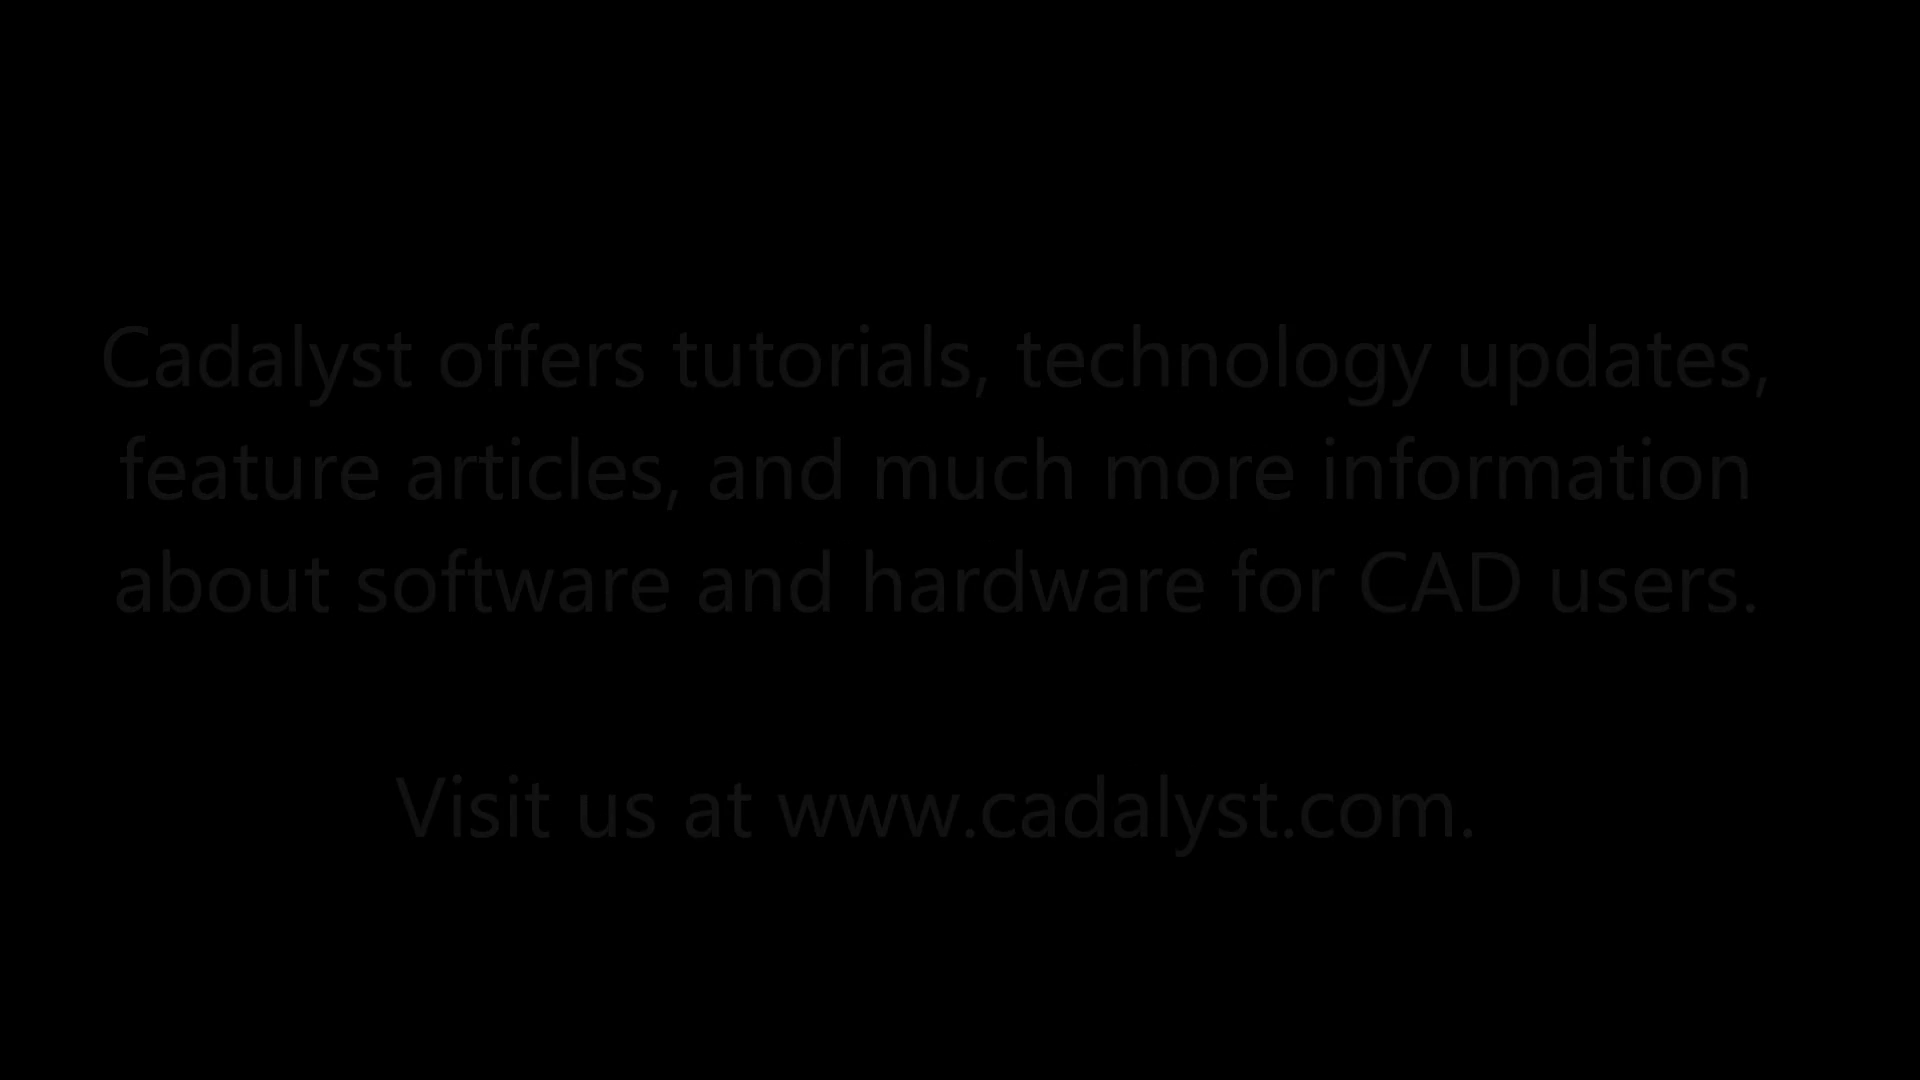 Cadalyst offers tutorials, technology updates,
feature articles, and much more information
about software and hardware for CAD users.
Visit us at www.cadalyst.com.